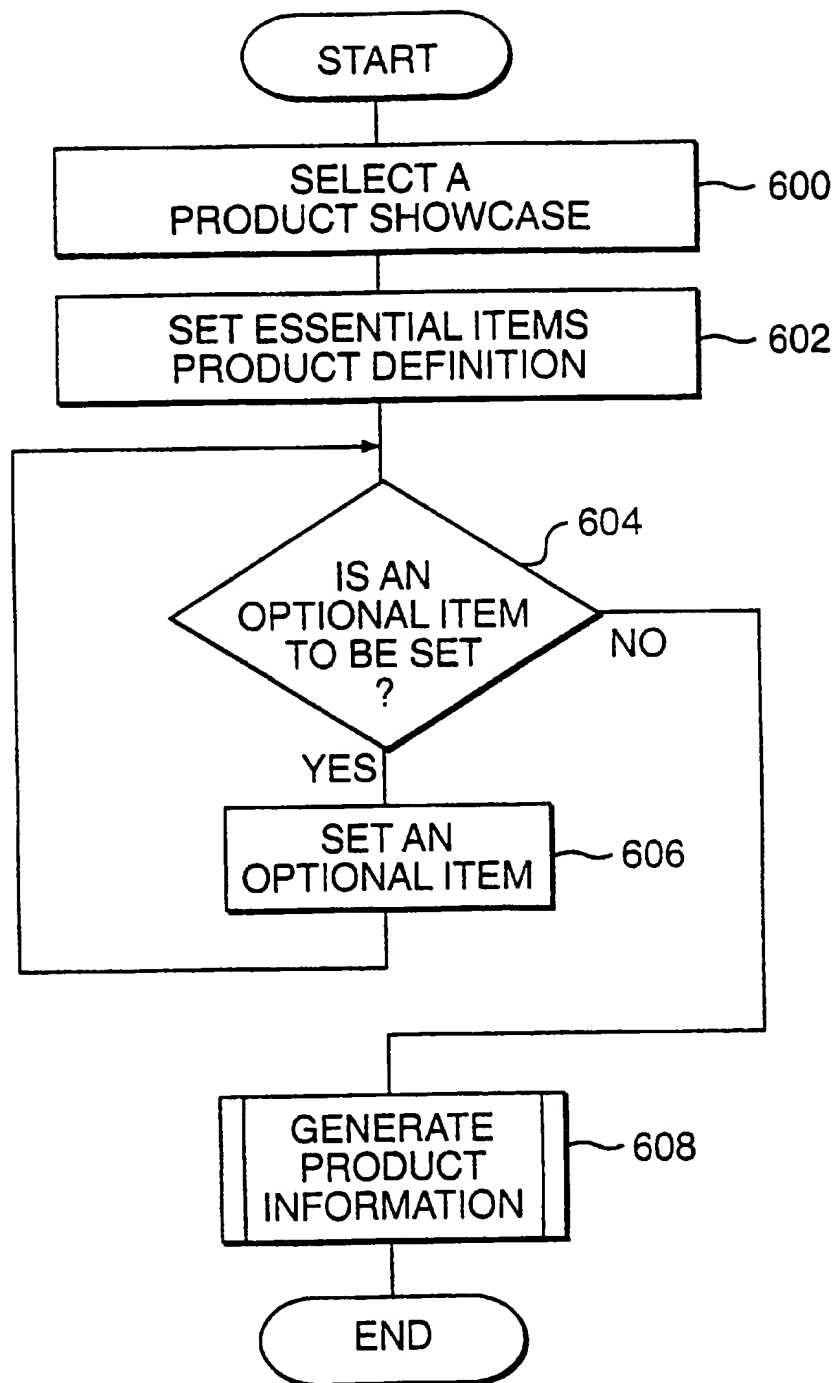 START
SELECT A
PRODUCT SHOWCASE
600
SET ESSENTIAL ITEMS
PRODUCT DEFINITION
602
604
IS AN
OPTIONAL ITEM
TO BE SET
?
NO
YES
SET AN
OPTIONAL ITEM
606
GENERATE
PRODUCT
INFORMATION
608
END